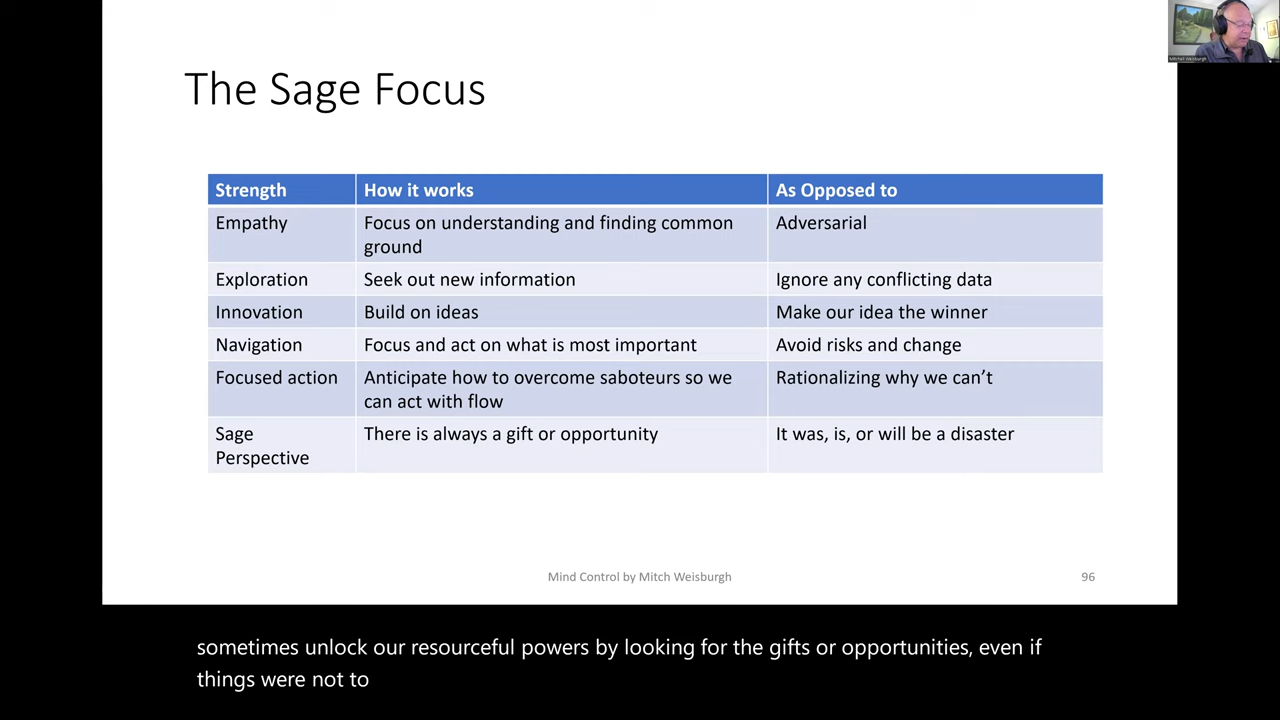 Mitchell Weisburgh
The Sage Focus
Strength How it works As Opposed to
Empathy Focus on understanding and finding common Adversarial
ground
Exploration Seek out new information Ignore any conflicting data
Innovation Build on ideas Make our idea the winner
Navigation Focus and act on what is most important Avoid risks and change
Focused action Anticipate how to overcome saboteurs so we Rationalizing why we can’t
can act with flow
Sage There is always a gift or opportunity It was, is, or will be a disaster
Perspective
Mind Control by Mitch Weisburgh 96
sometimes unlock our resourceful powers by looking for the gifts or opportunities, even if
things were not to